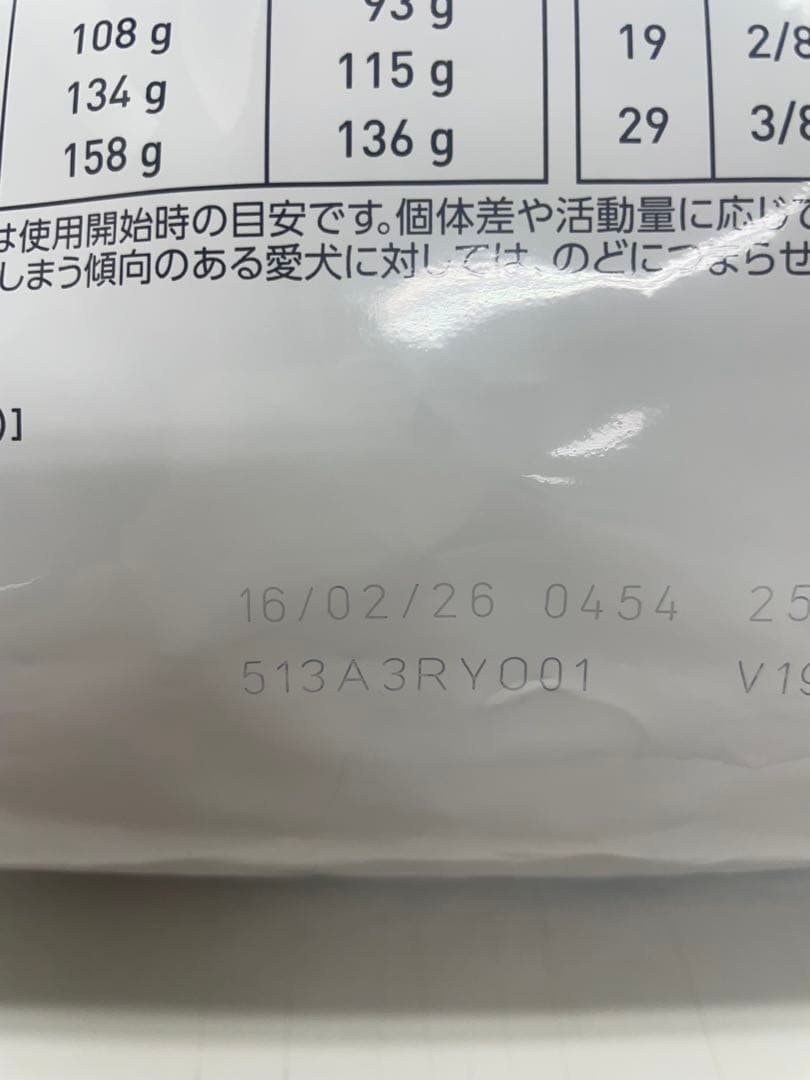 108 g
93 g
19
2/8
134 g
115 g
29
3/8
158 g
136 g
は使用開始時の目安です。個体差や活動量に応じて
しまう傾向のある愛犬に対しては、のどにつまらせ
)]
16/02/26 0454 25
513A3RY001 V19